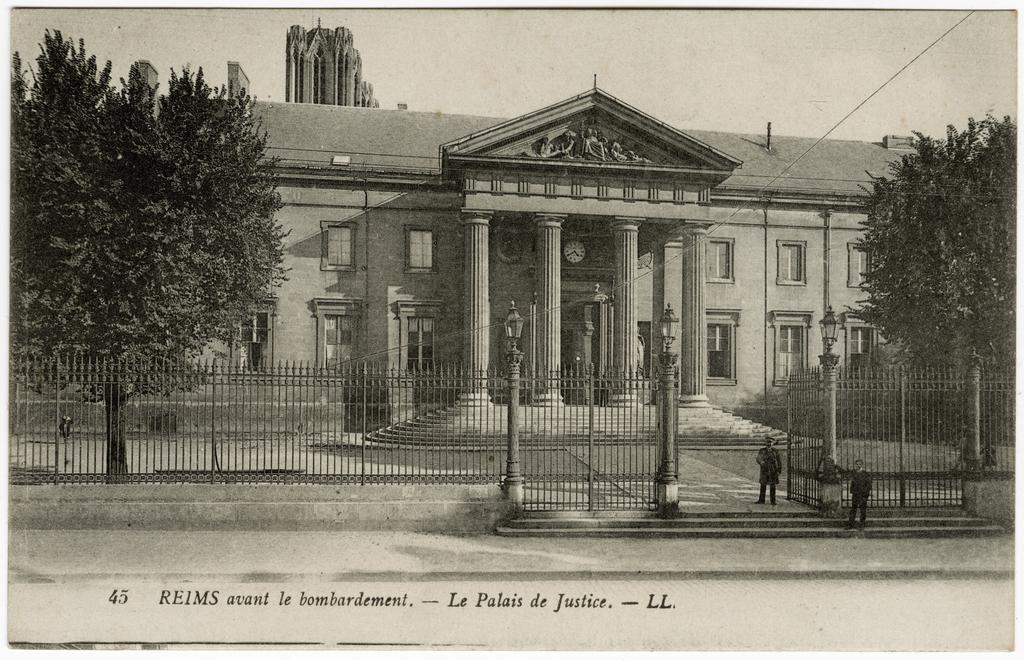 45 REIMS avant le bombardement. — Le Palais de Justice. — LL.